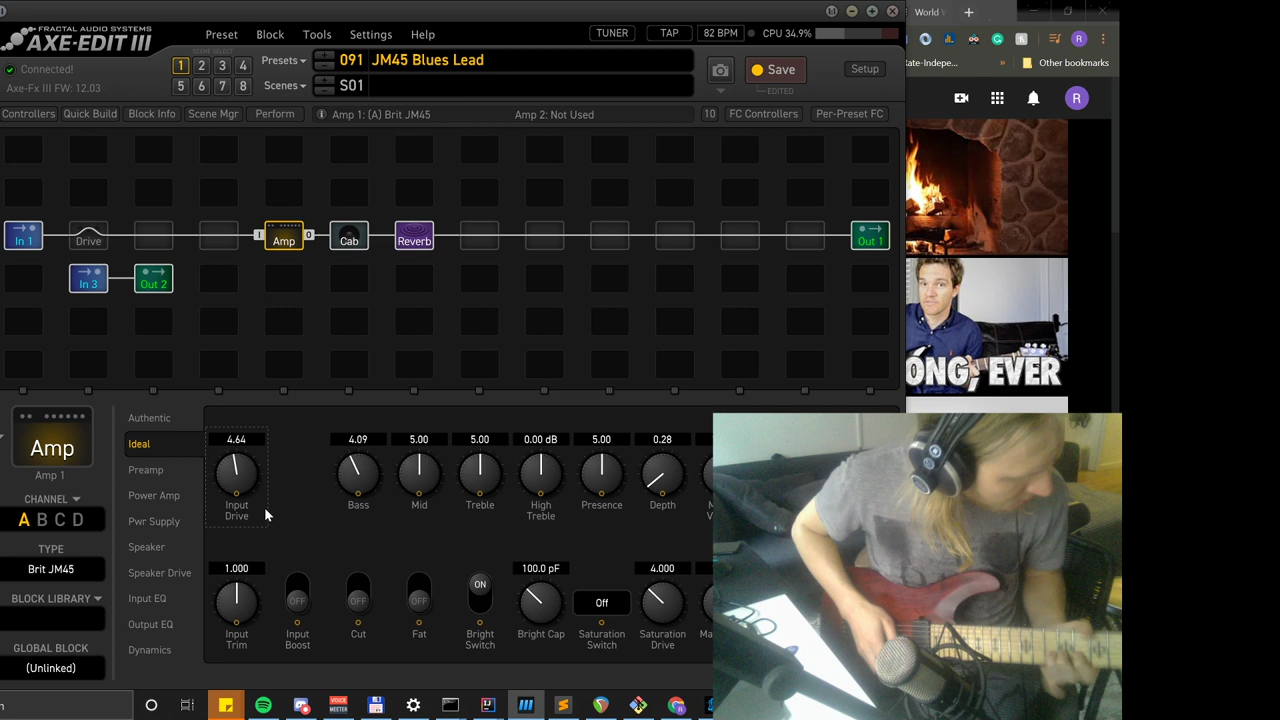 World V
FRACTAL AUDIO SYSTEMS
AXE-EDIT III
Preset Block Tools Settings Help
TUNER TAP 82 BPM CPU 34.9%
Connected!
Axe-Fx III FW: 12.03
SCENE SELECT
1 2 3 4
5 6 7 8
Presets 091 JM45 Blues Lead
Scenes S01
Save
EDITED
Setup
Other bookmarks
R
R
Controllers Quick Build Block Info Scene Mgr Perform Amp 1: (A) Brit JM45 Amp 2: Not Used 10 FC Controllers Per-Preset FC
In 1 Drive I Amp O Cab Reverb Out 1
In 3 Out 2
ONG, EVER
Amp
Amp 1
CHANNEL
A B C D
TYPE
Brit JM45
BLOCK LIBRARY
GLOBAL BLOCK
(Unlinked)
Authentic
Ideal
Preamp
Power Amp
Pwr Supply
Speaker
Speaker Drive
Input EQ
Output EQ
Dynamics
4.64 4.09 5.00 5.00 0.00 dB 5.00 0.28
Input Drive Bass Mid Treble High Treble Presence Depth
1.000 OFF OFF OFF ON 100.0 pF Off 4.000
Input Trim Input Boost Cut Fat Bright Switch Bright Cap Saturation Switch Saturation Drive
VOICE MEETER